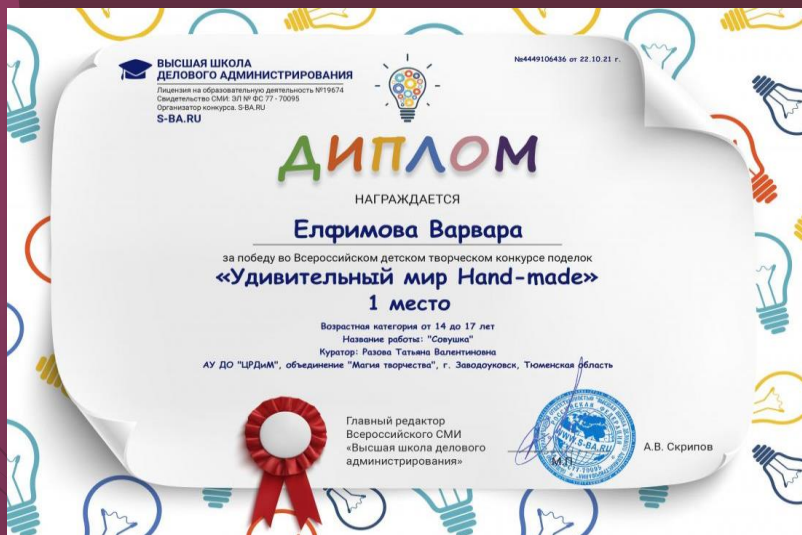 ВЫСШАЯ ШКОЛА
ДЕЛОВОГО АДМИНИСТРИРОВАНИЯ
Лицензия на образовательную деятельность №19674
Свидетельство СМИ: ЭЛ № ФС 77 - 70095
Организатор конкурса: S-BA.RU
S-BA.RU
№4449106436 от 22.10.21 г.
ДИПЛОМ
НАГРАЖДАЕТСЯ
Елфимова Варвара
за победу во Всероссийском детском творческом конкурсе поделок
«Удивительный мир Hand-made»
1 место
Возрастная категория от 14 до 17 лет
Название работы: "Совушка"
Куратор: Разова Татьяна Валентиновна
АУ ДО "ЦРДиМ", объединение "Магия творчества", г. Заводоуковск, Тюменская область
Главный редактор
Всероссийского СМИ
«Высшая школа делового
администрирования»
М.П.
WWW.S-BA.RU
А.В. Скрипов